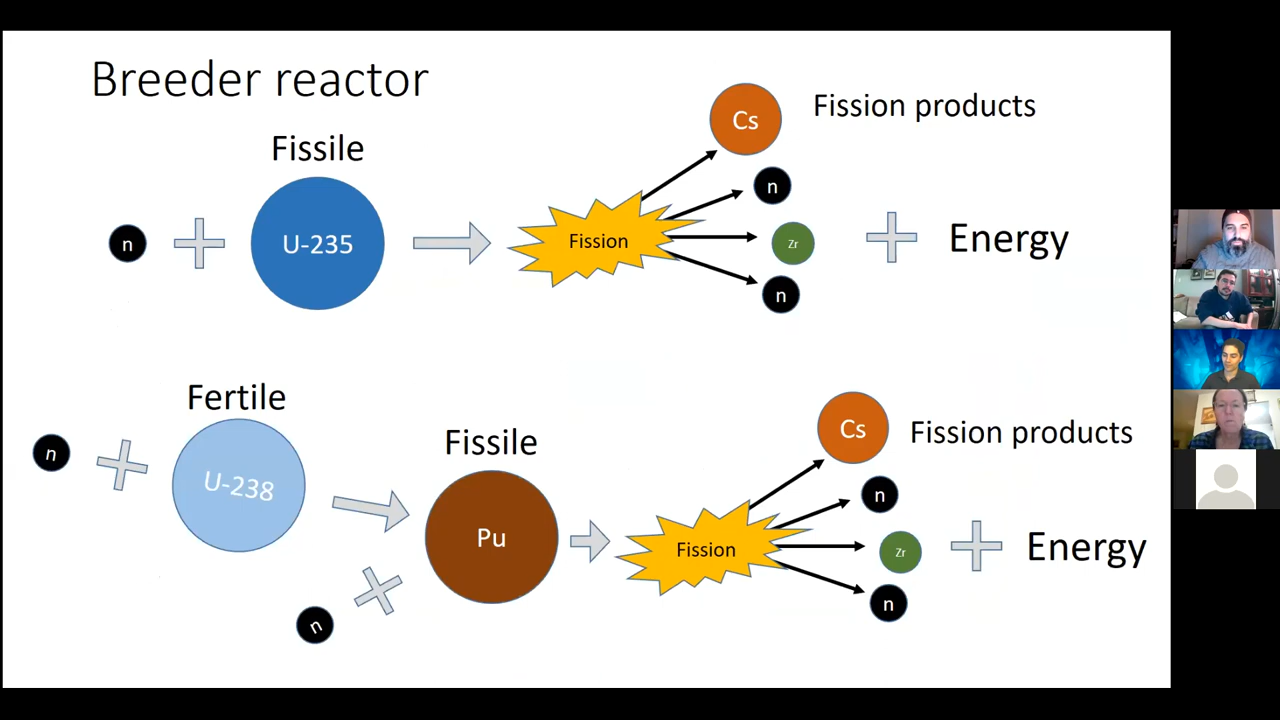 Breeder reactor
Fissile
n
U-235
Fission
Cs
n
Zr
n
Fission products
Energy
Fertile
n
U-238
Fissile
Pu
n
Fission
Cs
n
Zr
n
Fission products
Energy